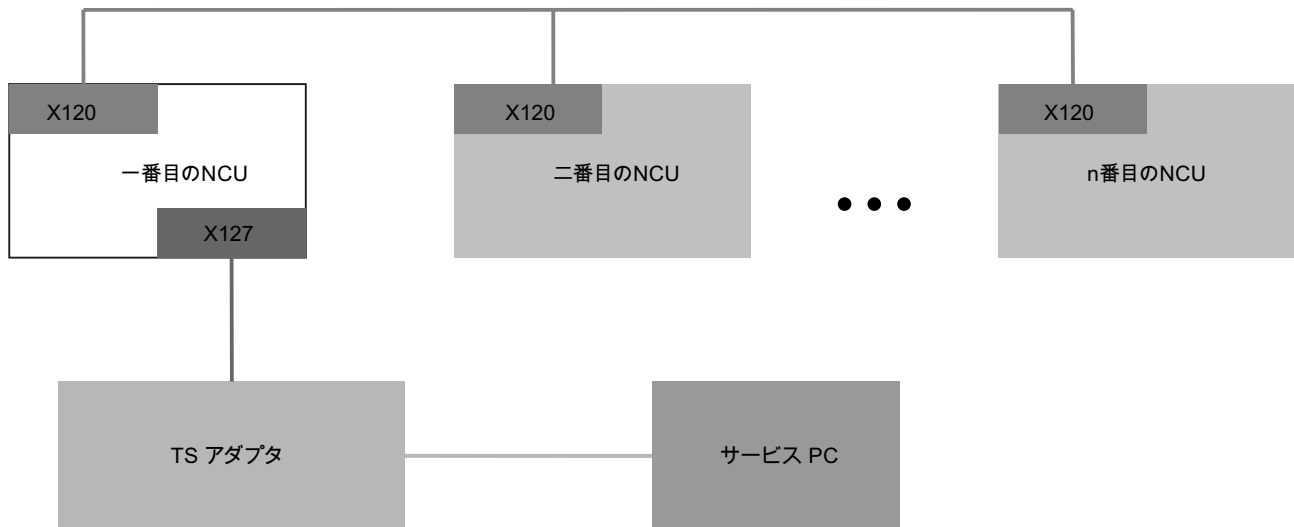 X120
X120
X120
一番目のNCU
二番目のNCU
n番目のNCU
X127
TS アダプタ
サービス PC